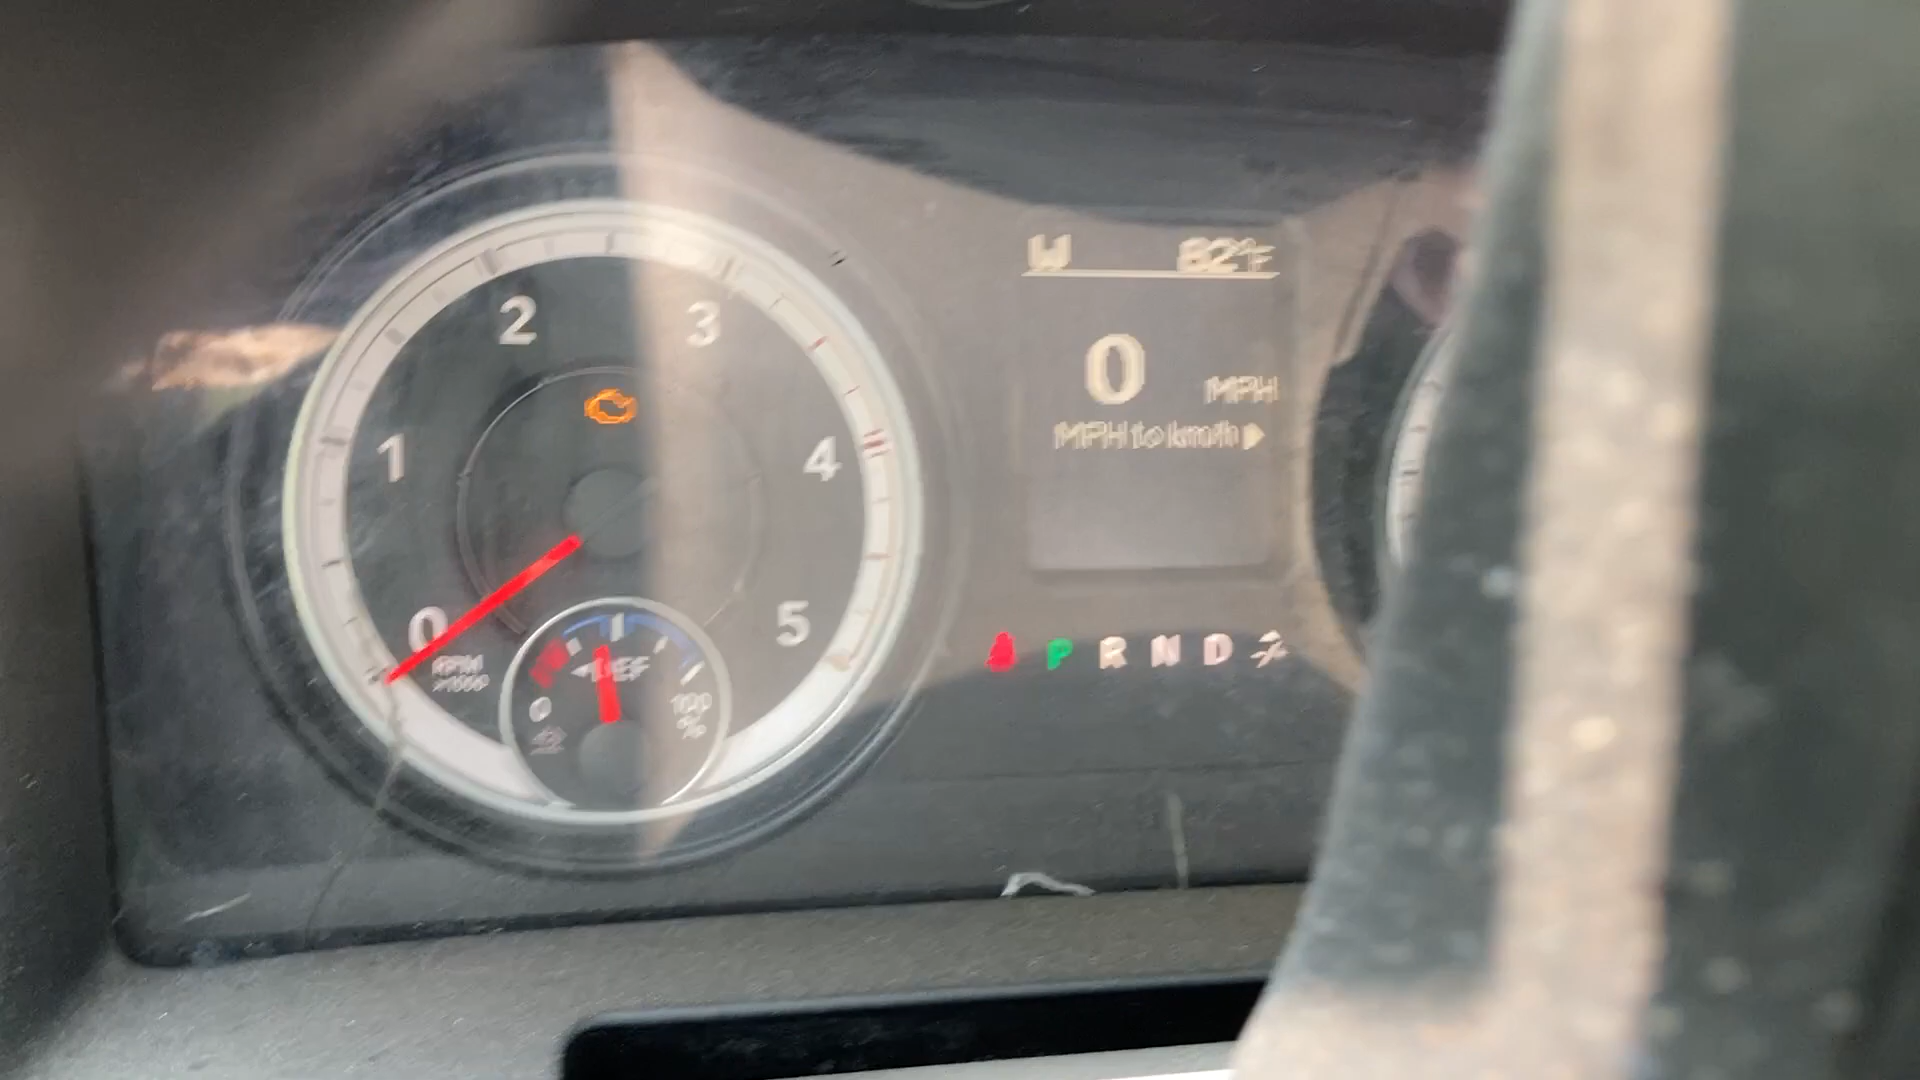 W 82°F
0 MPH
MPH to km/h
2 3
1 4
0 5
RPM
x1000
DEF
0 100
%
P R N D